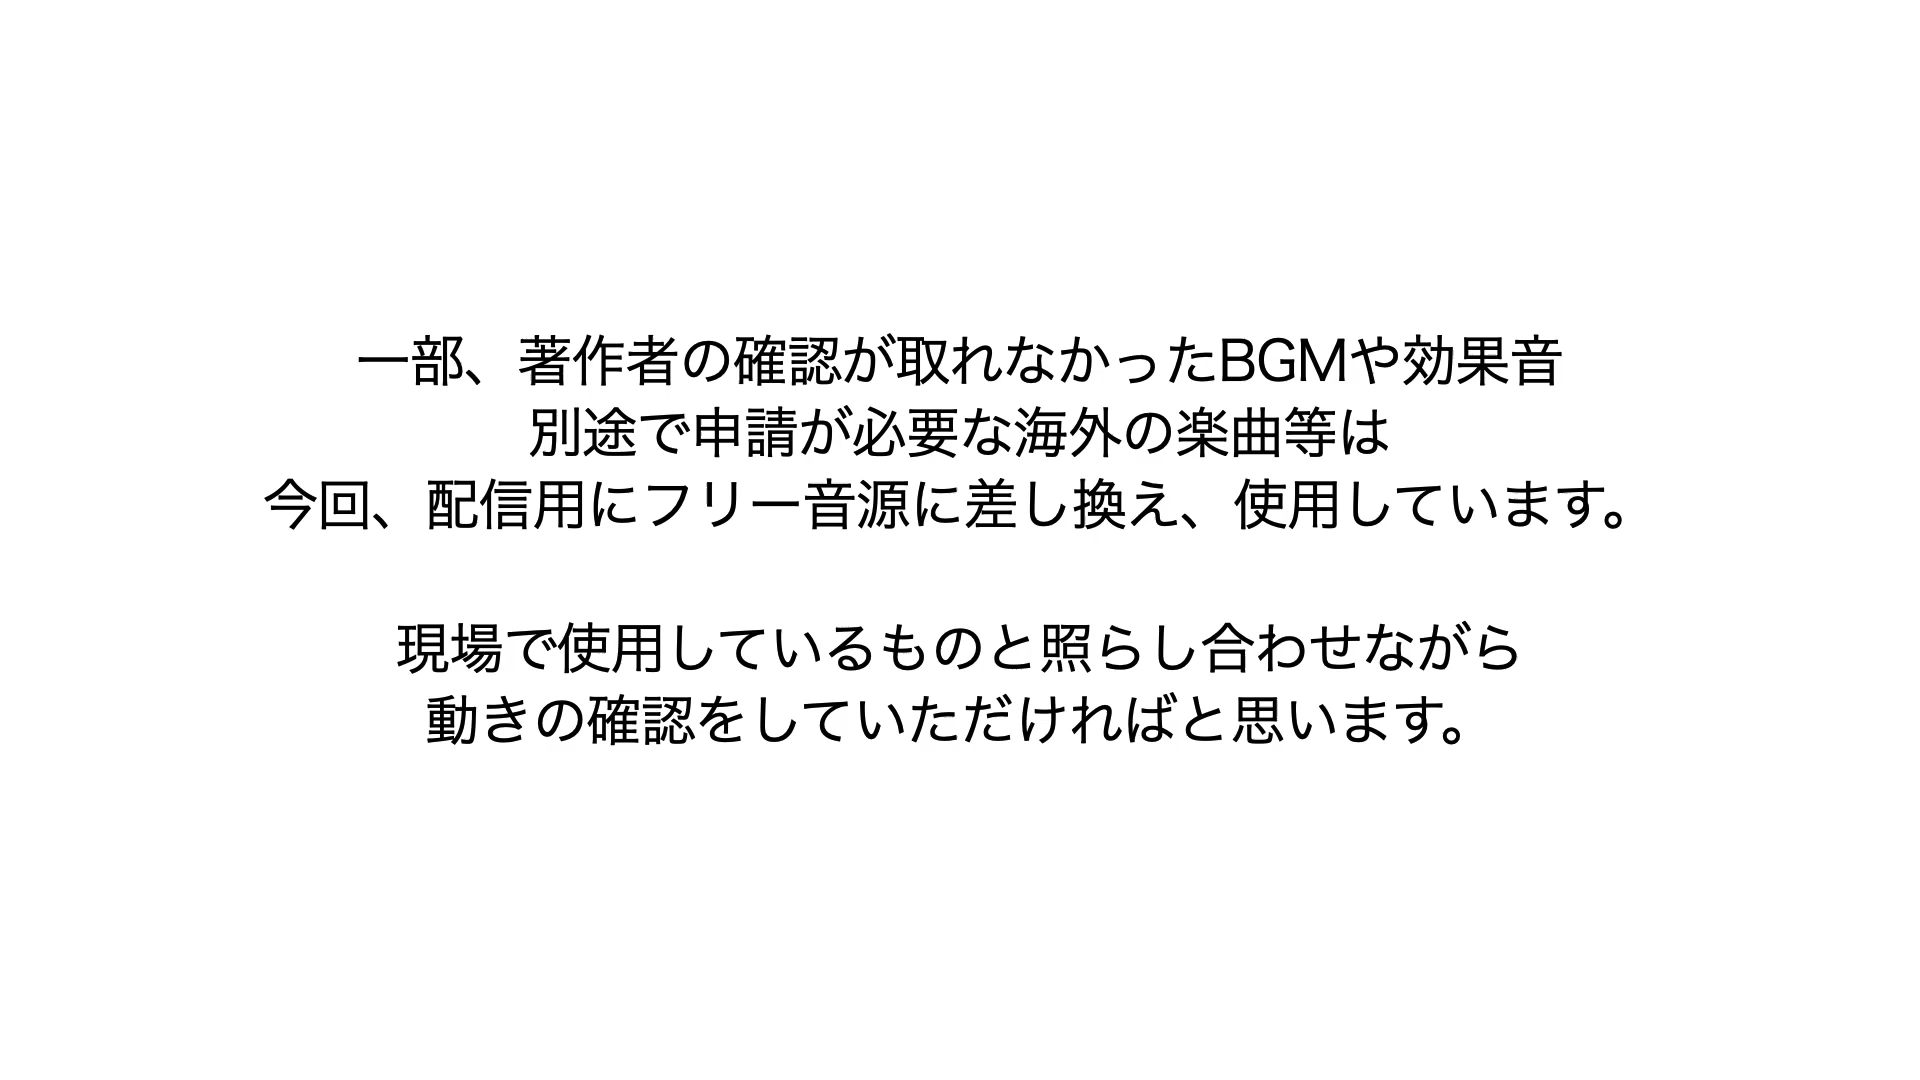 一部、著作者の確認が取れなかったBGMや効果音
別途で申請が必要な海外の楽曲等は
今回、配信用にフリー音源に差し換え、使用しています。
現場で使用しているものと照らし合わせながら
動きの確認をしていただければと思います。